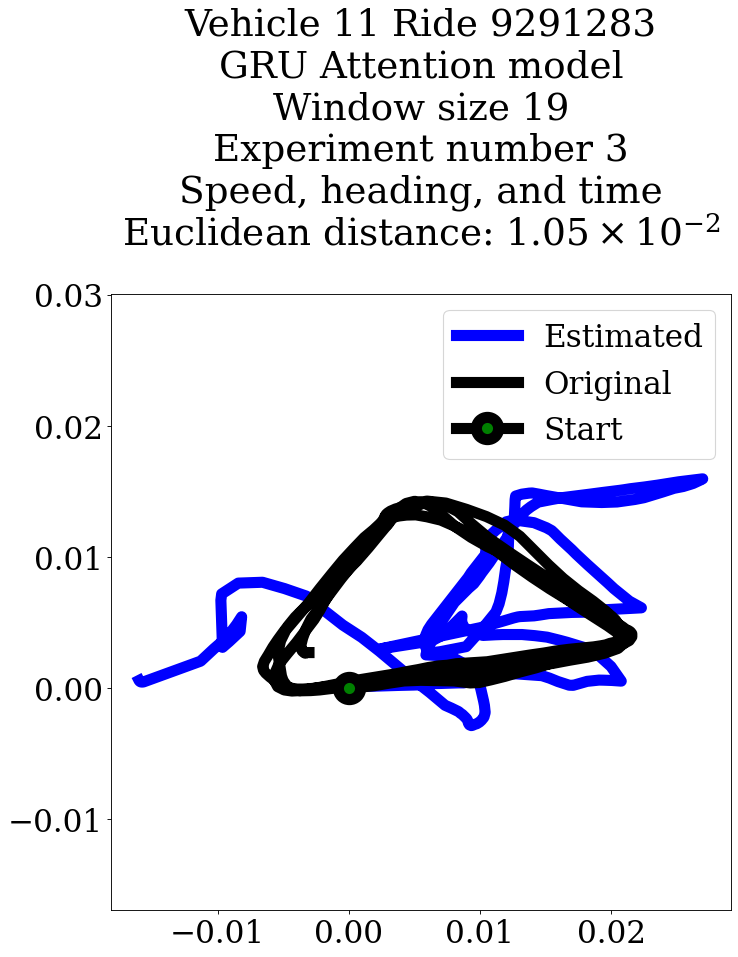 Vehicle 11 Ride 9291283
GRU Attention model
Window size 19
Experiment number 3
Speed, heading, and time
Euclidean distance: 1.05 × 10⁻²
0.03
Estimated
Original
Start
0.02
0.01
0.00
−0.01
−0.01 0.00 0.01 0.02